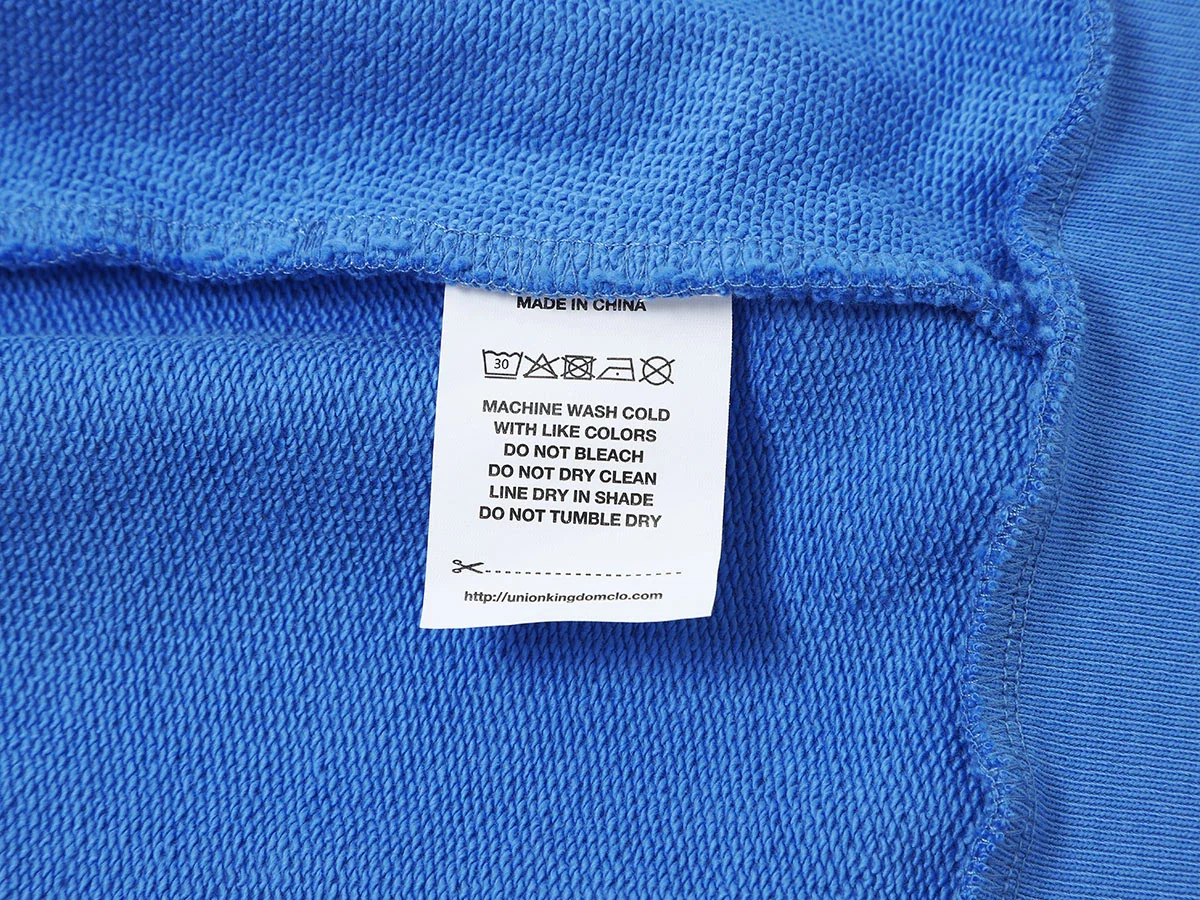 MADE IN CHINA
30
MACHINE WASH COLD
WITH LIKE COLORS
DO NOT BLEACH
DO NOT DRY CLEAN
LINE DRY IN SHADE
DO NOT TUMBLE DRY
http://unionkingdomclo.com